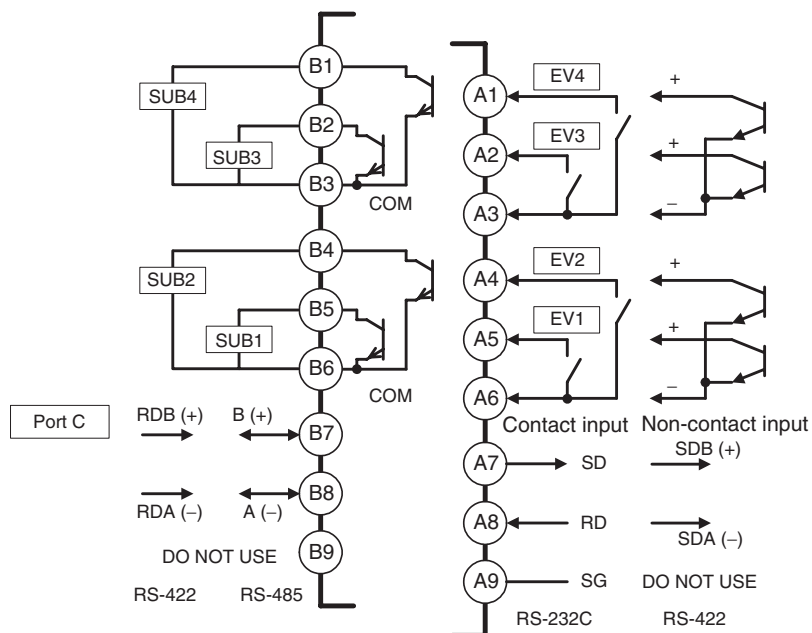 B1
SUB4
B2
SUB3
B3
COM
B4
SUB2
B5
SUB1
B6
COM
Port C
RDB (+)
B (+)
B7
RDA (−)
A (−)
B8
DO NOT USE
B9
RS-422
RS-485
EV4
A1
+
EV3
A2
+
A3
−
EV2
A4
+
EV1
A5
+
A6
−
Contact input
Non-contact input
A7
SD
SDB (+)
A8
RD
SDA (−)
A9
SG
DO NOT USE
RS-232C
RS-422